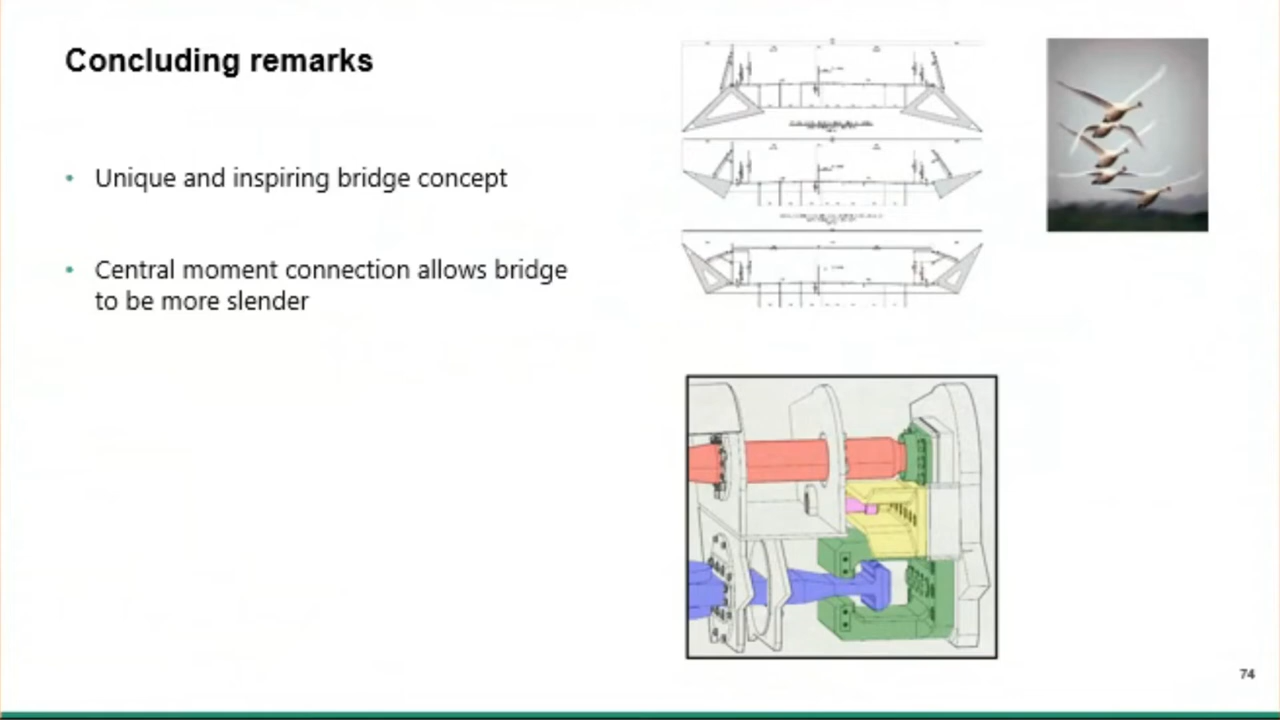 Concluding remarks
• Unique and inspiring bridge concept
• Central moment connection allows bridge
to be more slender
74